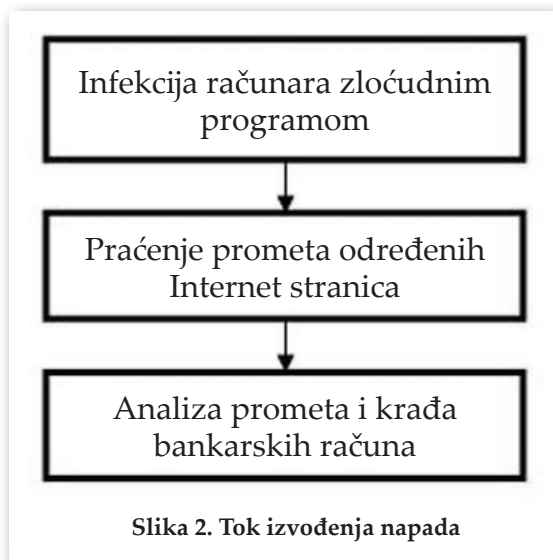 Infekcija računara zloćudnim
programom
Praćenje prometa određenih
Internet stranica
Analiza prometa i krađa
bankarskih računa
Slika 2. Tok izvođenja napada